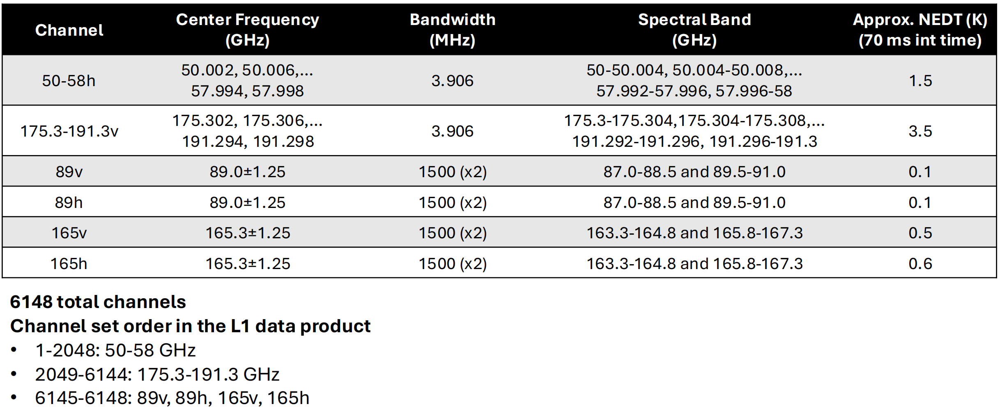 Channel
Center Frequency
(GHz)
Bandwidth
(MHz)
Spectral Band
(GHz)
Approx. NEDT (K)
(70 ms int time)
50-58h
50.002, 50.006,...
57.994, 57.998
3.906
50-50.004, 50.004-50.008,...
57.992-57.996, 57.996-58
1.5
175.3-191.3v
175.302, 175.306,...
191.294, 191.298
3.906
175.3-175.304,175.304-175.308,...
191.292-191.296, 191.296-191.3
3.5
89v
89.0±1.25
1500 (x2)
87.0-88.5 and 89.5-91.0
0.1
89h
89.0±1.25
1500 (x2)
87.0-88.5 and 89.5-91.0
0.1
165v
165.3±1.25
1500 (x2)
163.3-164.8 and 165.8-167.3
0.5
165h
165.3±1.25
1500 (x2)
163.3-164.8 and 165.8-167.3
0.6
6148 total channels
Channel set order in the L1 data product
• 1-2048: 50-58 GHz
• 2049-6144: 175.3-191.3 GHz
• 6145-6148: 89v, 89h, 165v, 165h